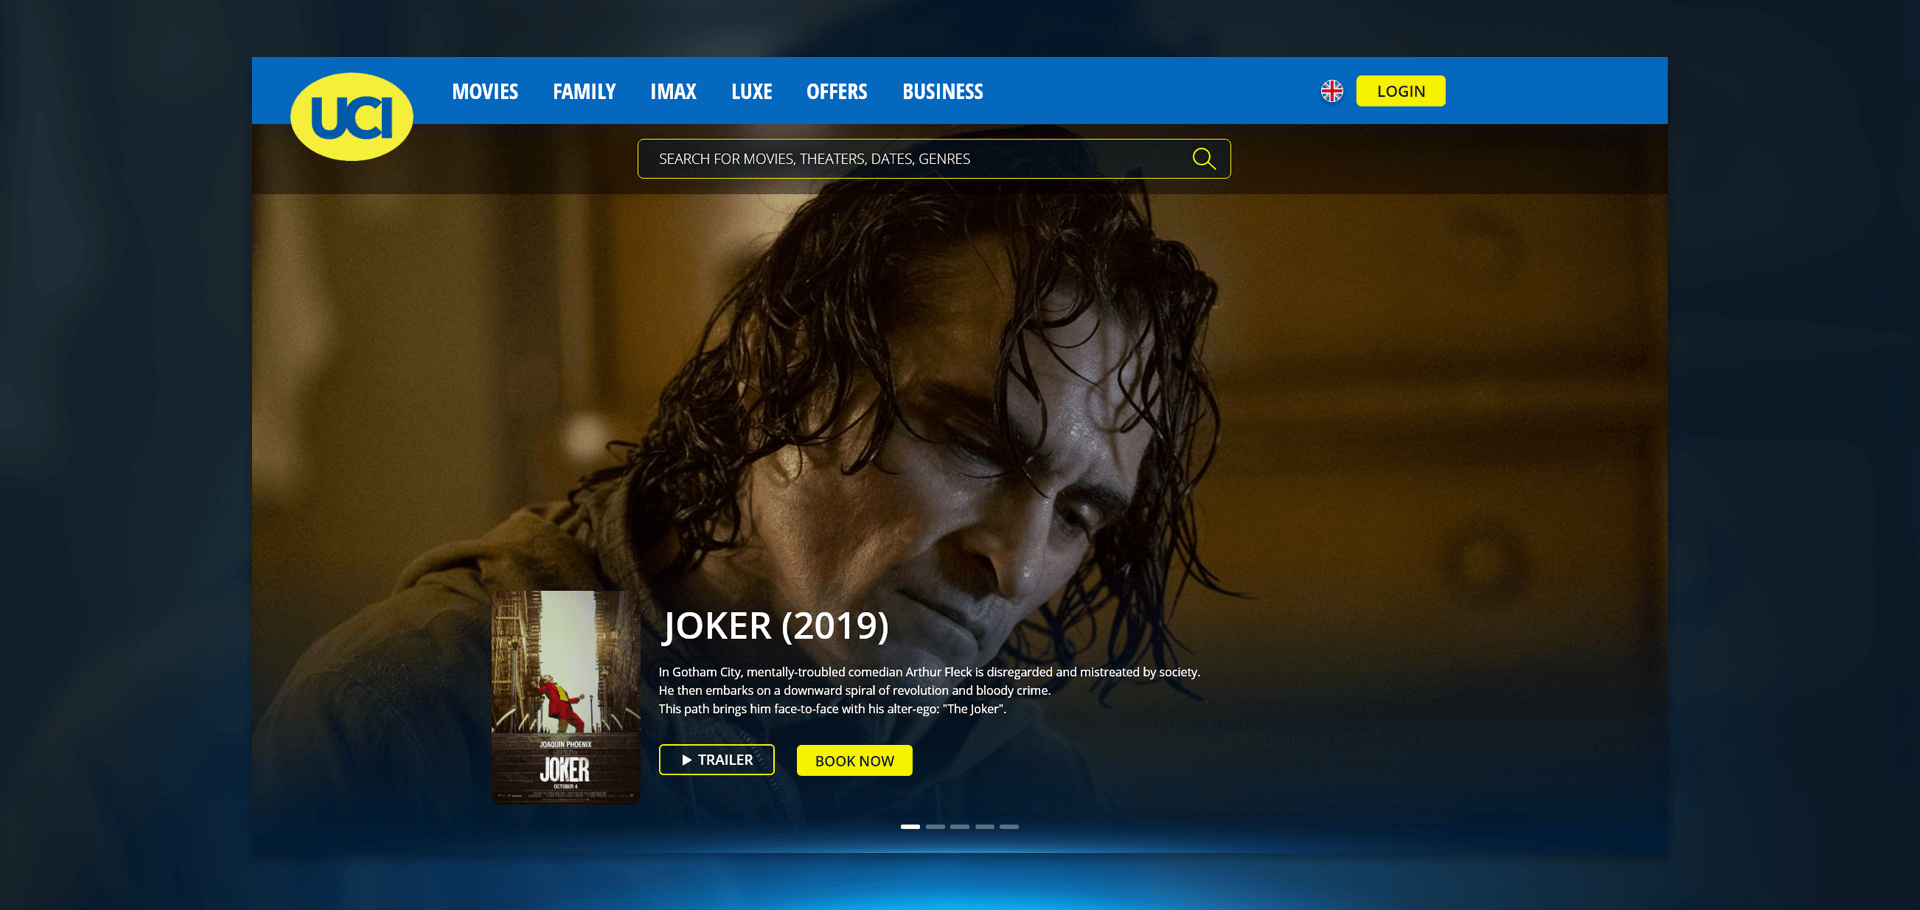 UCI
MOVIES FAMILY IMAX LUXE OFFERS BUSINESS
LOGIN
SEARCH FOR MOVIES, THEATERS, DATES, GENRES
JOKER (2019)
In Gotham City, mentally-troubled comedian Arthur Fleck is disregarded and mistreated by society.
He then embarks on a downward spiral of revolution and bloody crime.
This path brings him face-to-face with his alter-ego: "The Joker".
JOAQUIN PHOENIX
JOKER
OCTOBER 4
TRAILER
BOOK NOW